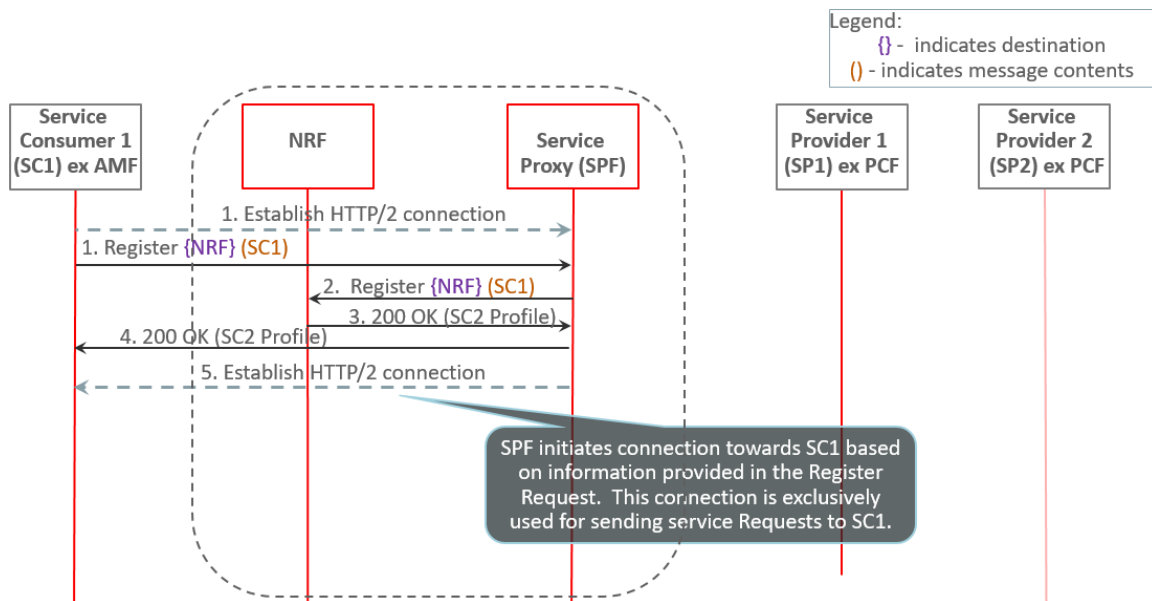 Legend:
{} - indicates destination
() - indicates message contents
Service
Consumer 1
(SC1) ex AMF
NRF
Service
Proxy (SPF)
Service
Provider 1
(SP1) ex PCF
Service
Provider 2
(SP2) ex PCF
1. Establish HTTP/2 connection
1. Register {NRF} (SC1)
2. Register {NRF} (SC1)
3. 200 OK (SC2 Profile)
4. 200 OK (SC2 Profile)
5. Establish HTTP/2 connection
SPF initiates connection towards SC1 based
on information provided in the Register
Request. This connection is exclusively
used for sending service Requests to SC1.